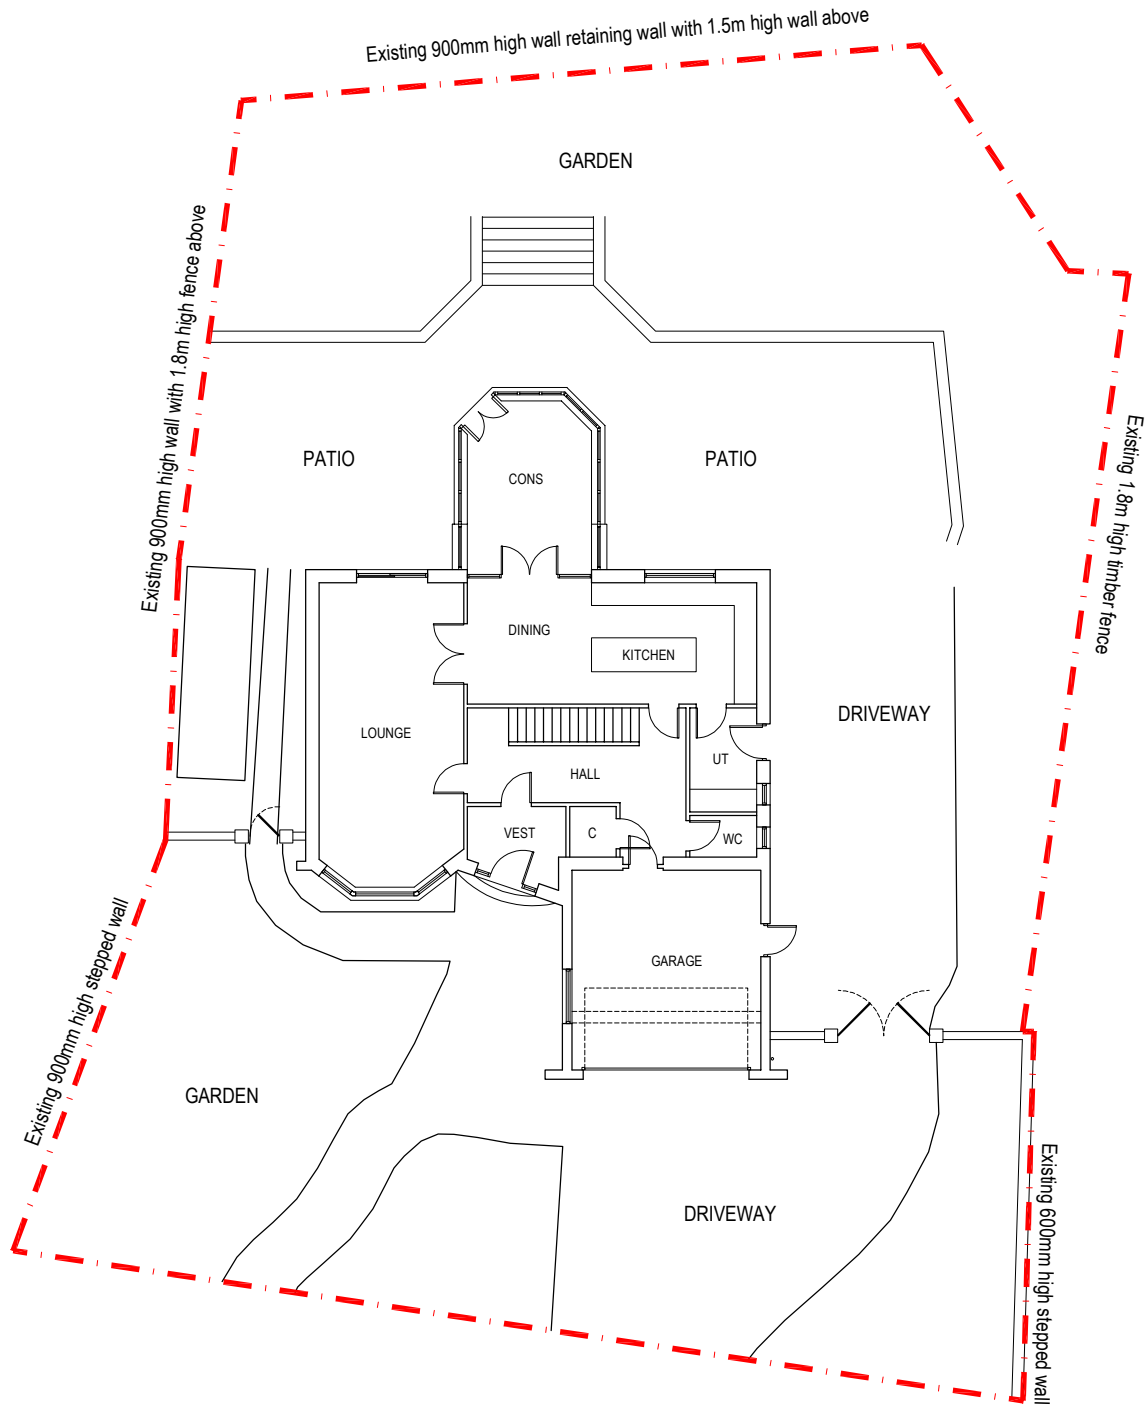 Existing 900mm high wall retaining wall with 1.5m high wall above
GARDEN
Existing 900mm high wall with 1.8m high fence above
PATIO
CONS
PATIO
Existing 1.8m high timber fence
DINING
KITCHEN
LOUNGE
DRIVEWAY
HALL
UT
VEST
C
WC
Existing 900mm high stepped wall
GARAGE
GARDEN
DRIVEWAY
Existing 600mm high stepped wall